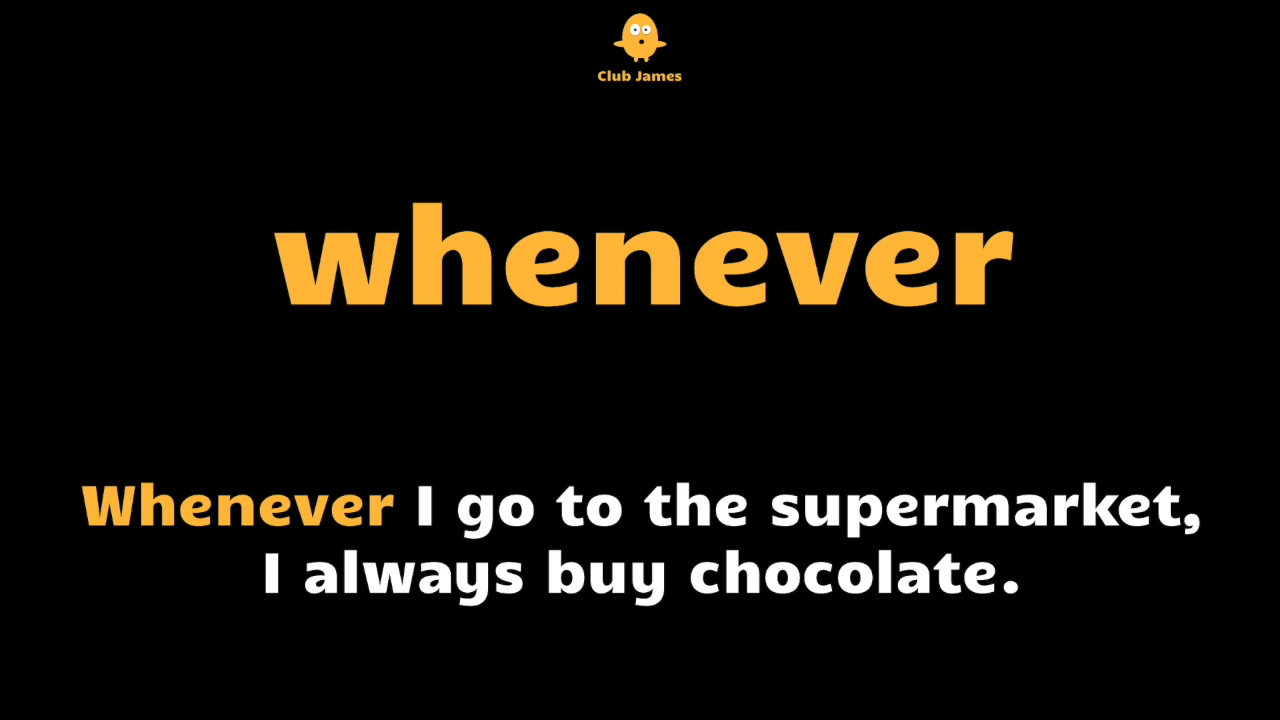 Club James
whenever
Whenever I go to the supermarket,
I always buy chocolate.